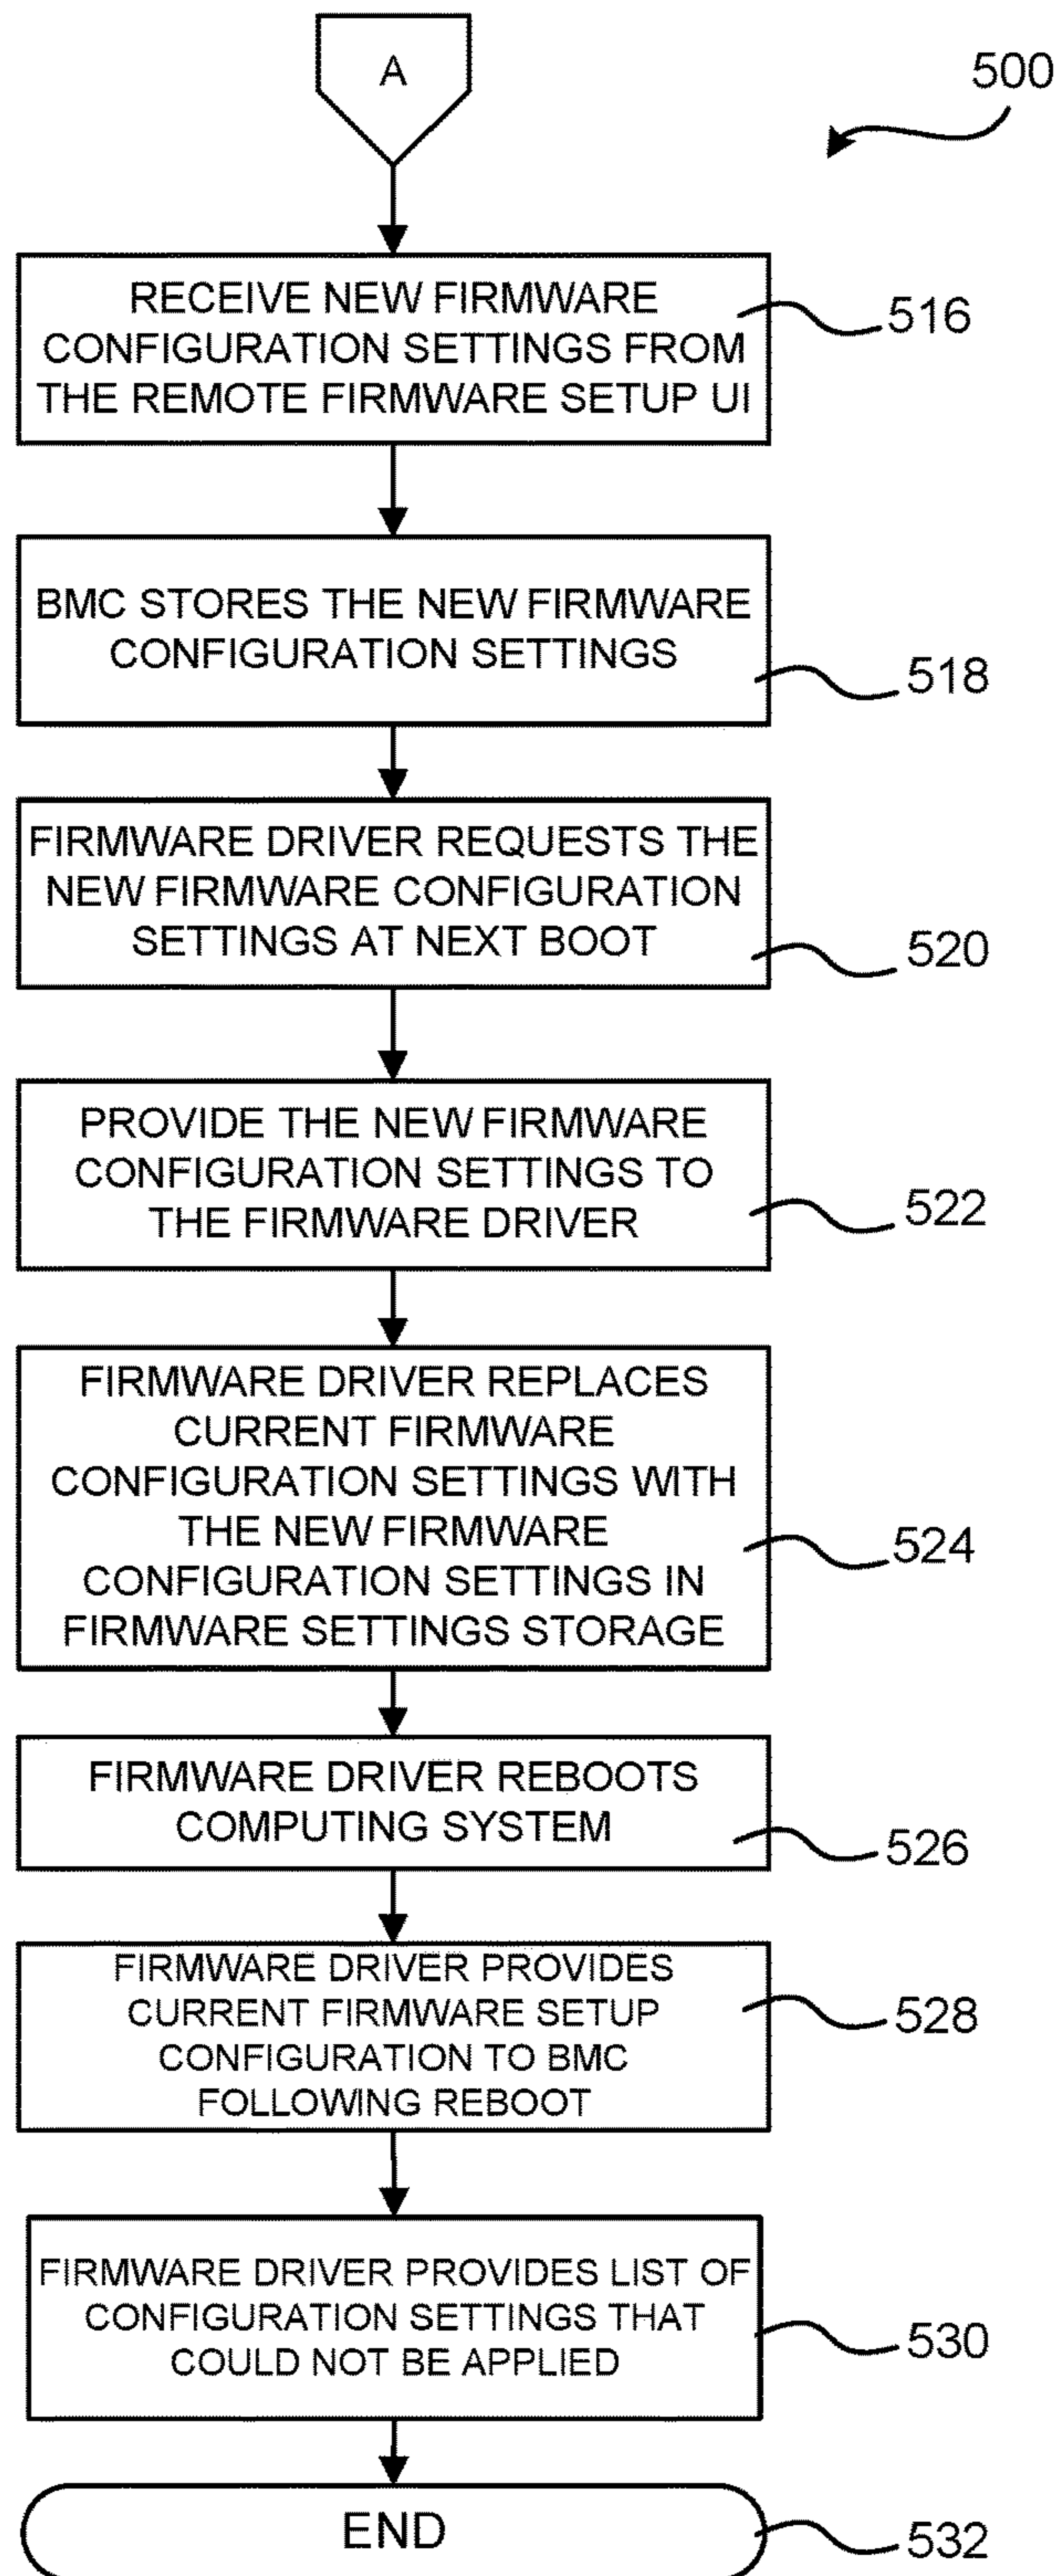 A
500
RECEIVE NEW FIRMWARE
CONFIGURATION SETTINGS FROM
THE REMOTE FIRMWARE SETUP UI
516
BMC STORES THE NEW FIRMWARE
CONFIGURATION SETTINGS
518
FIRMWARE DRIVER REQUESTS THE
NEW FIRMWARE CONFIGURATION
SETTINGS AT NEXT BOOT
520
PROVIDE THE NEW FIRMWARE
CONFIGURATION SETTINGS TO
THE FIRMWARE DRIVER
522
FIRMWARE DRIVER REPLACES
CURRENT FIRMWARE
CONFIGURATION SETTINGS WITH
THE NEW FIRMWARE
CONFIGURATION SETTINGS IN
FIRMWARE SETTINGS STORAGE
524
FIRMWARE DRIVER REBOOTS
COMPUTING SYSTEM
526
FIRMWARE DRIVER PROVIDES
CURRENT FIRMWARE SETUP
CONFIGURATION TO BMC
FOLLOWING REBOOT
528
FIRMWARE DRIVER PROVIDES LIST OF
CONFIGURATION SETTINGS THAT
COULD NOT BE APPLIED
530
END
532